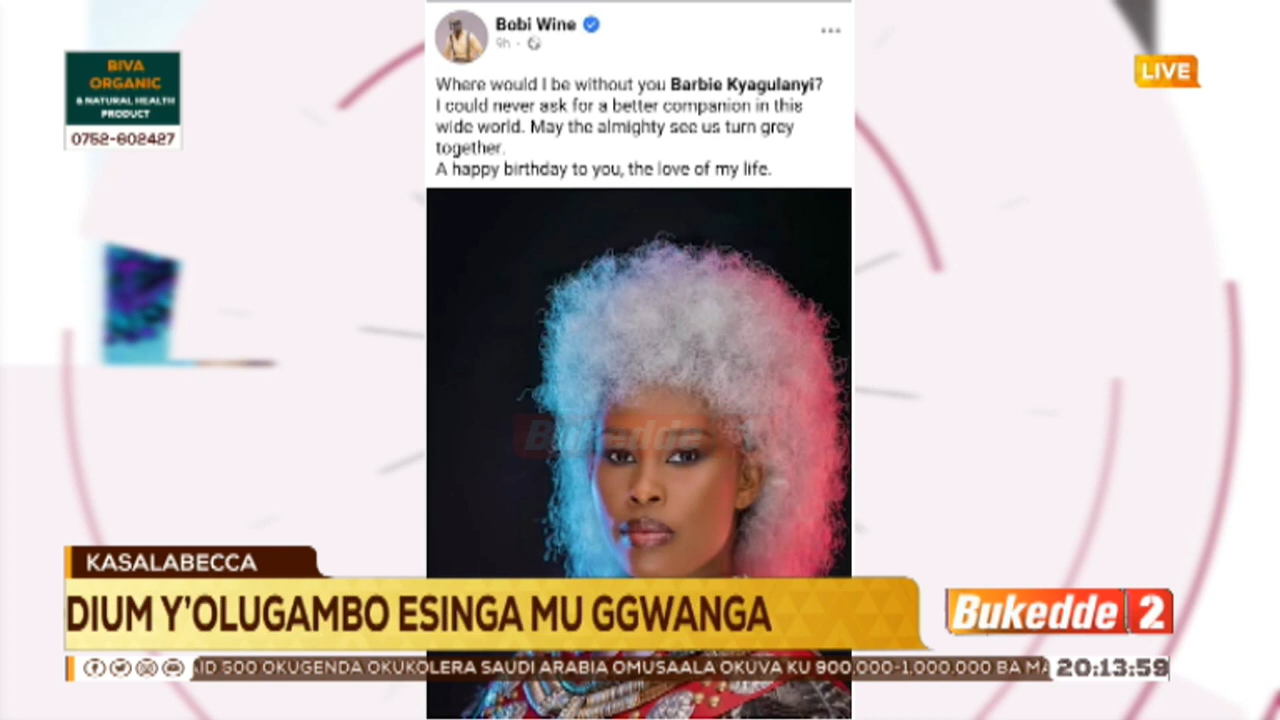 Bobi Wine
9h
Where would I be without you Barbie Kyagulanyi?
I could never ask for a better companion in this
wide world. May the almighty see us turn grey
together.
A happy birthday to you, the love of my life.
BIVA
ORGANIC
& NATURAL HEALTH
PRODUCT
0752-602427
LIVE
Bukedde
KASALABECCA
DIUM Y'OLUGAMBO ESINGA MU GGWANGA
Bukedde 2
500 OKUGENDA OKUKOLERA SAUDI ARABIA OMUSAALA OKUVA KU 900,000-1,000,000 BA
20:13:59